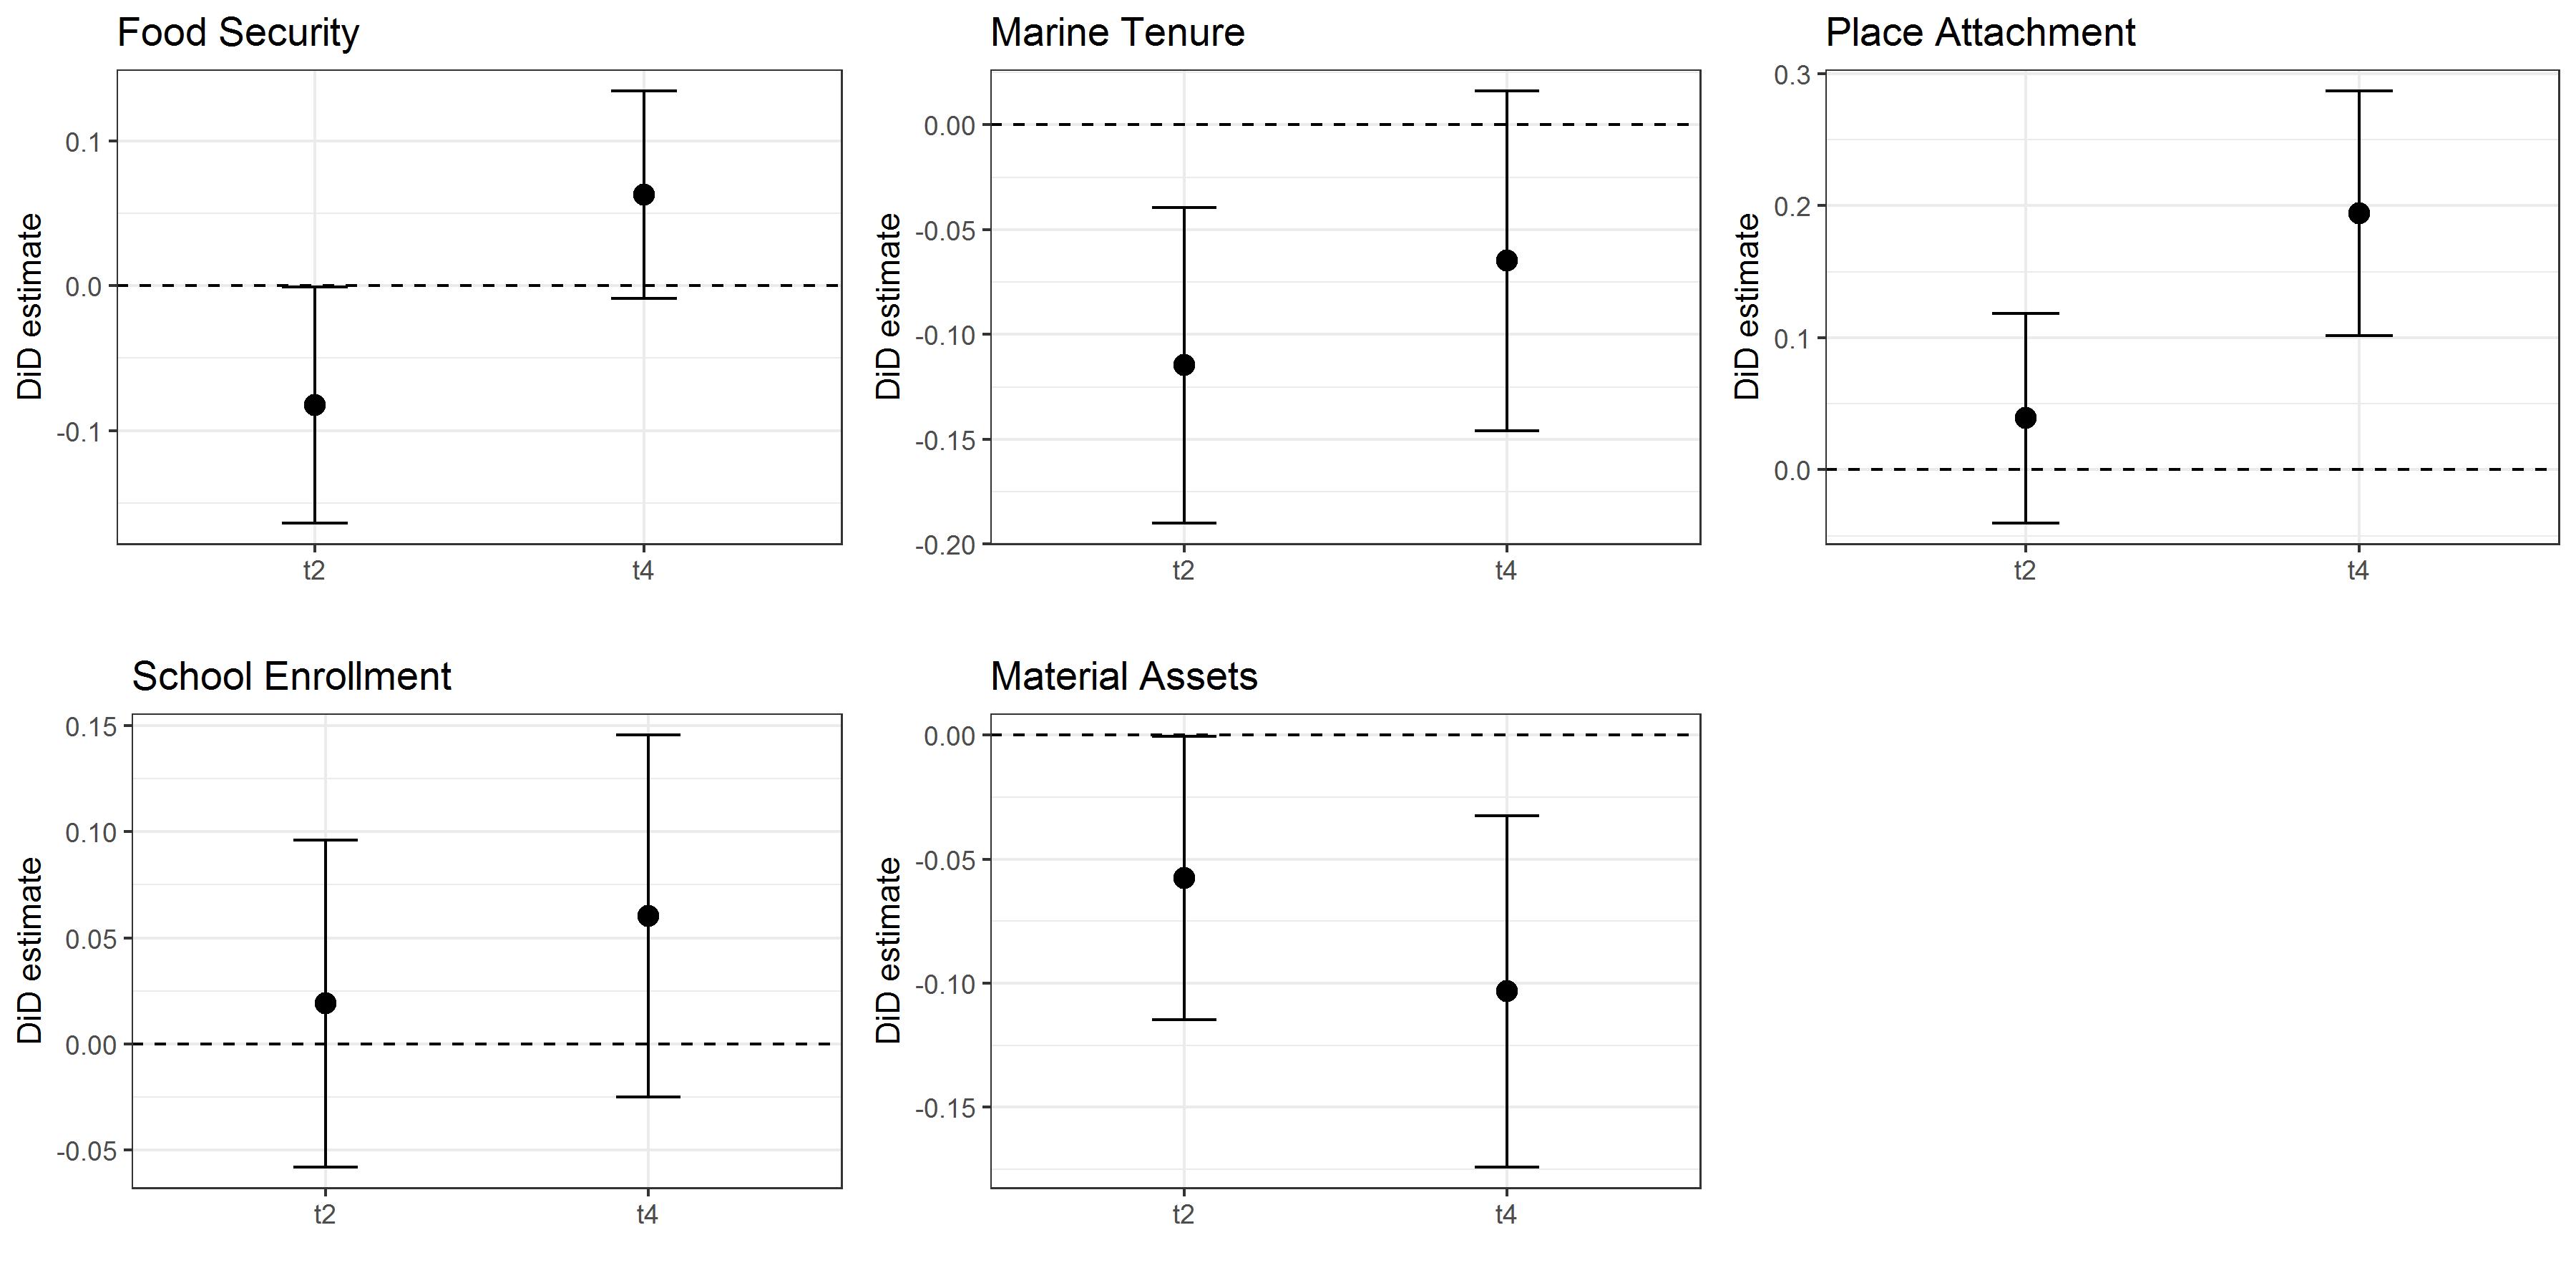 Food Security
DiD estimate
0.1
0.0
-0.1
t2
t4
Marine Tenure
DiD estimate
0.00
-0.05
-0.10
-0.15
-0.20
t2
t4
Place Attachment
DiD estimate
0.3
0.2
0.1
0.0
t2
t4
School Enrollment
DiD estimate
0.15
0.10
0.05
0.00
-0.05
t2
t4
Material Assets
DiD estimate
0.00
-0.05
-0.10
-0.15
t2
t4